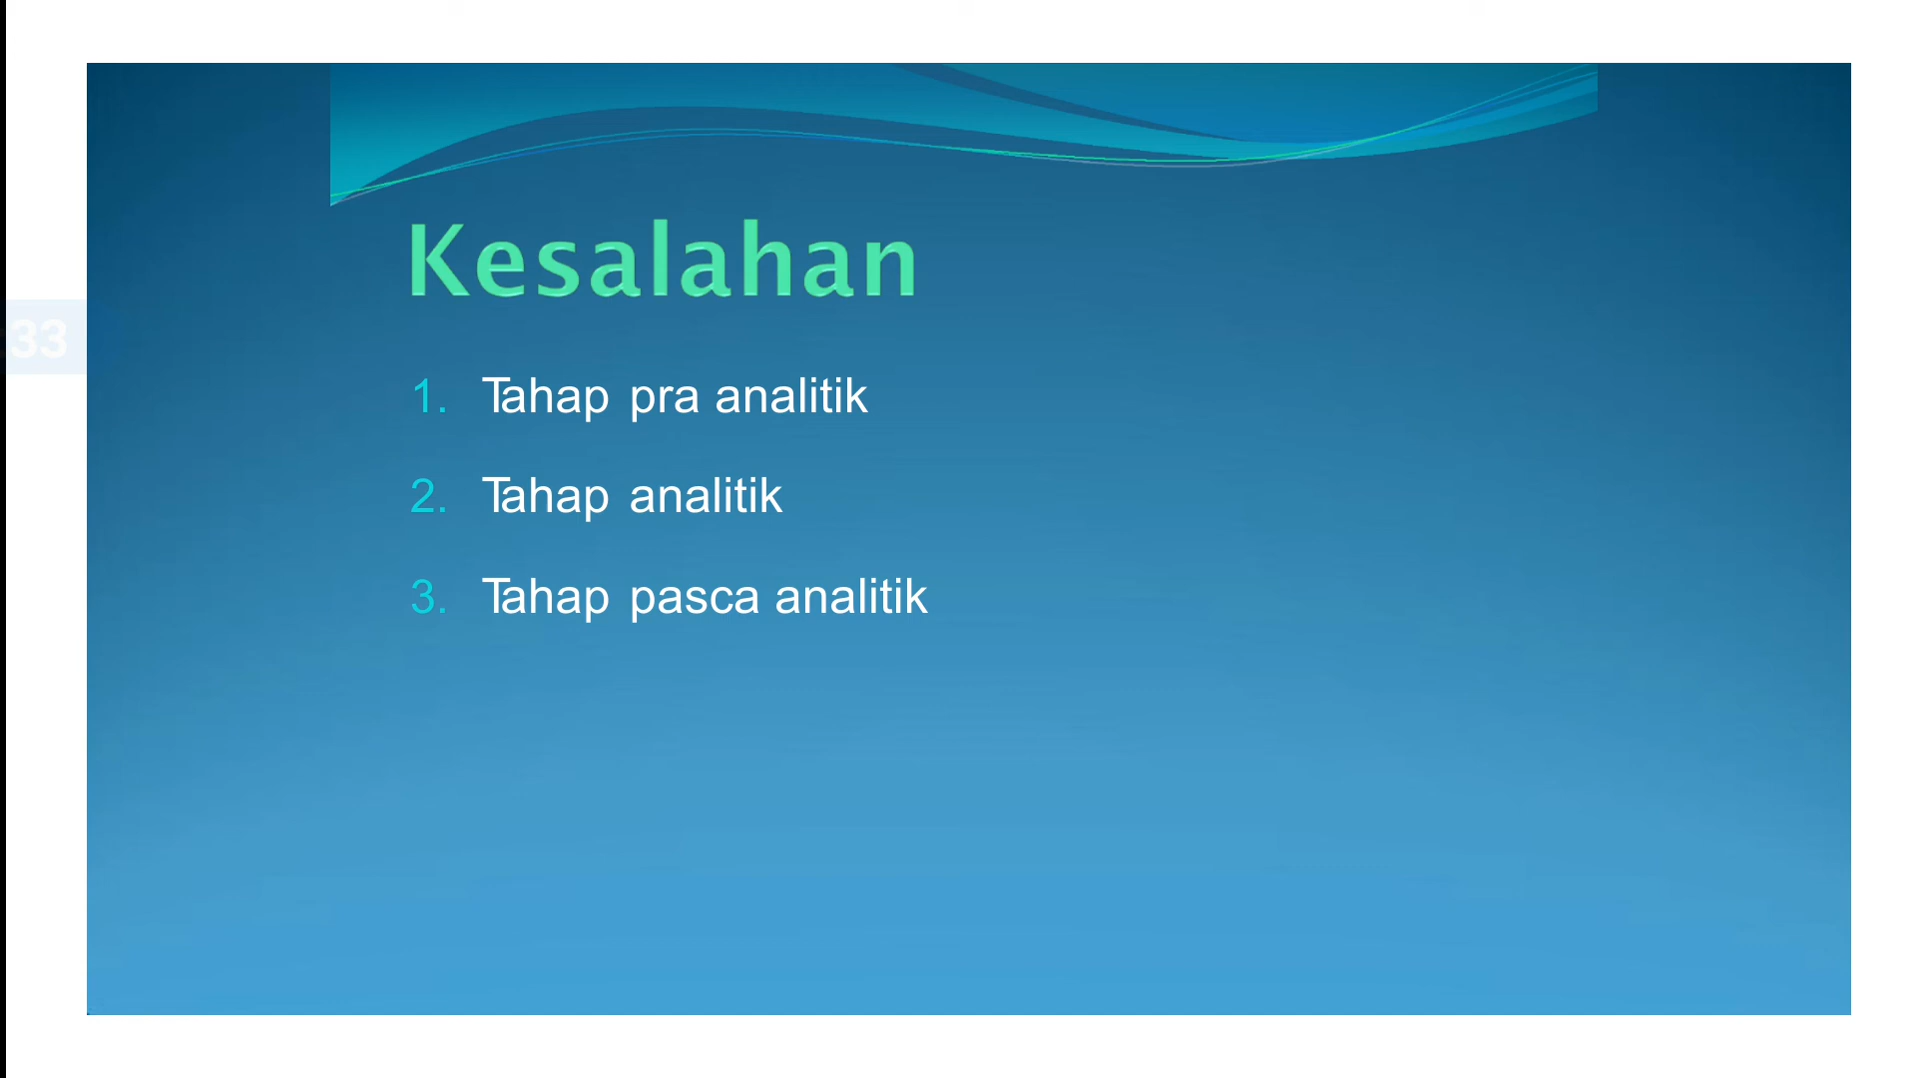 Kesalahan
33
1. Tahap pra analitik
2. Tahap analitik
3. Tahap pasca analitik